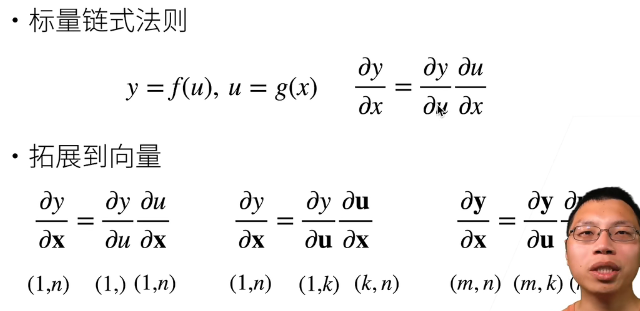 • 标量链式法则
y = f(u), u = g(x) ∂y/∂x = ∂y/∂u ∂u/∂x
• 拓展到向量
∂y/∂𝐱 = ∂y/∂u ∂u/∂𝐱 ∂y/∂𝐱 = ∂y/∂𝐮 ∂𝐮/∂𝐱 ∂𝐲/∂𝐱 = ∂𝐲/∂𝐮
(1,n) (1,) (1,n) (1,n) (1,k) (k, n) (m, n) (m, k)